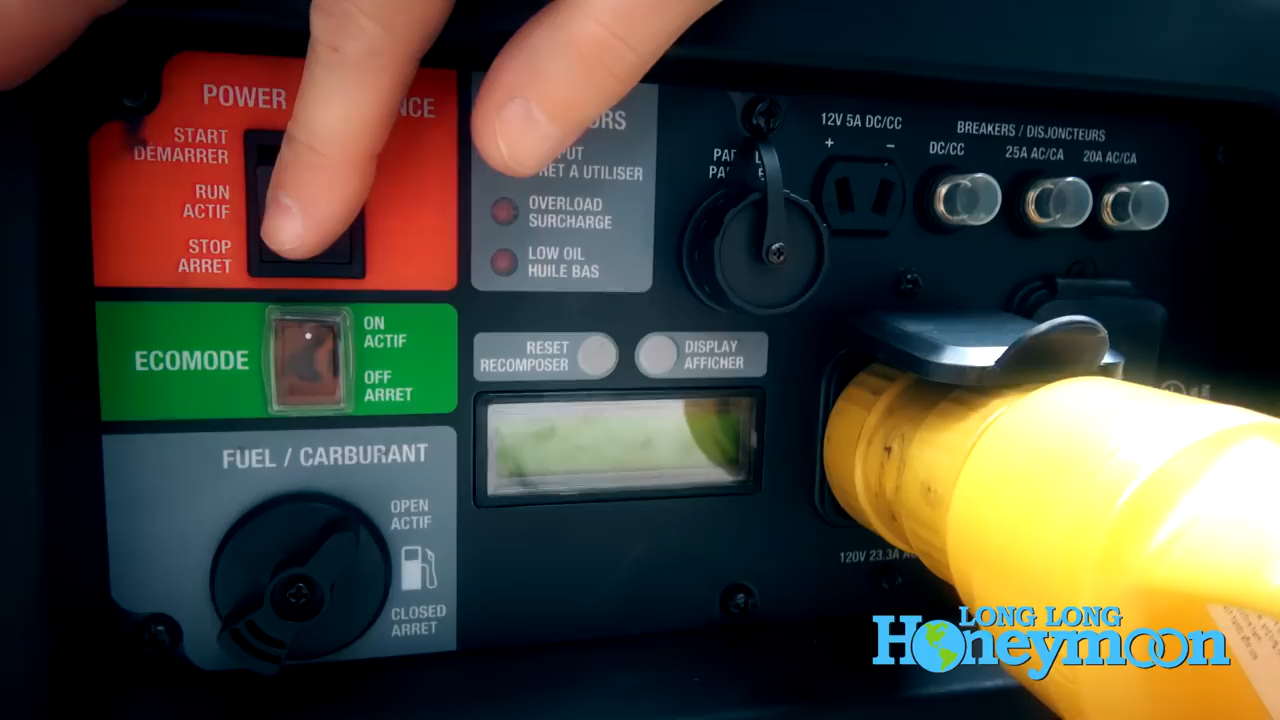 POWER
START
DÉMARRER
RUN
ACTIF
STOP
ARRET
ECOMODE
ON
ACTIF
OFF
ARRET
FUEL / CARBURANT
OPEN
ACTIF
CLOSED
ARRET
A UTILISER
OVERLOAD
SURCHARGE
LOW OIL
HUILE BAS
RESET
RECOMPOSER
DISPLAY
AFFICHER
12V 5A DC/CC
+ –
BREAKERS / DISJONCTEURS
DC/CC 25A AC/CA 20A AC/CA
120V 23.3A
LONG LONG
Honeymoon